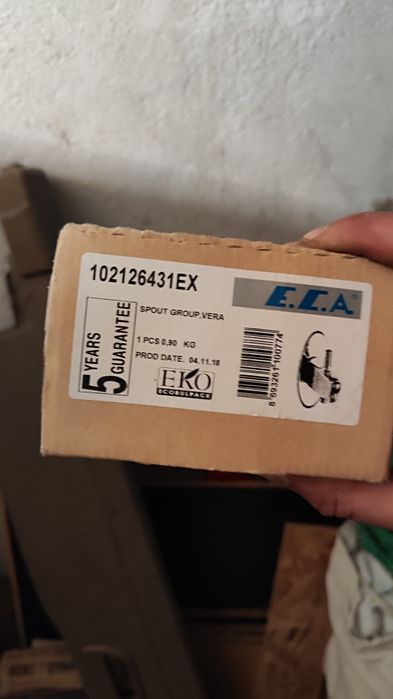 102126431EX
E.C.A.
SPOUT GROUP,VERA
5 YEARS
GUARANTEE
1 PCS 0,90 KG
PROD DATE. 04.11.18
EKO
ECOBULPACK
8 693261 100774